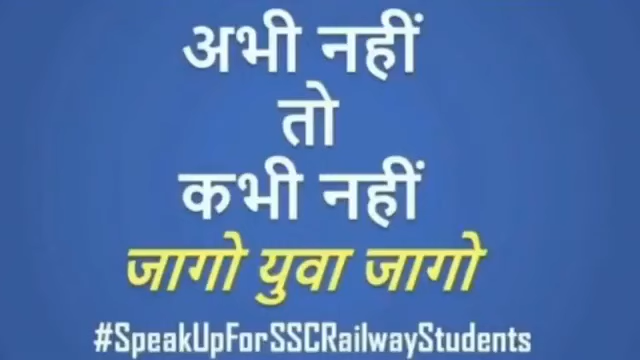 अभी नहीं
तो
कभी नहीं
जागो युवा जागो
#SpeakUpForSSCRailwayStudents